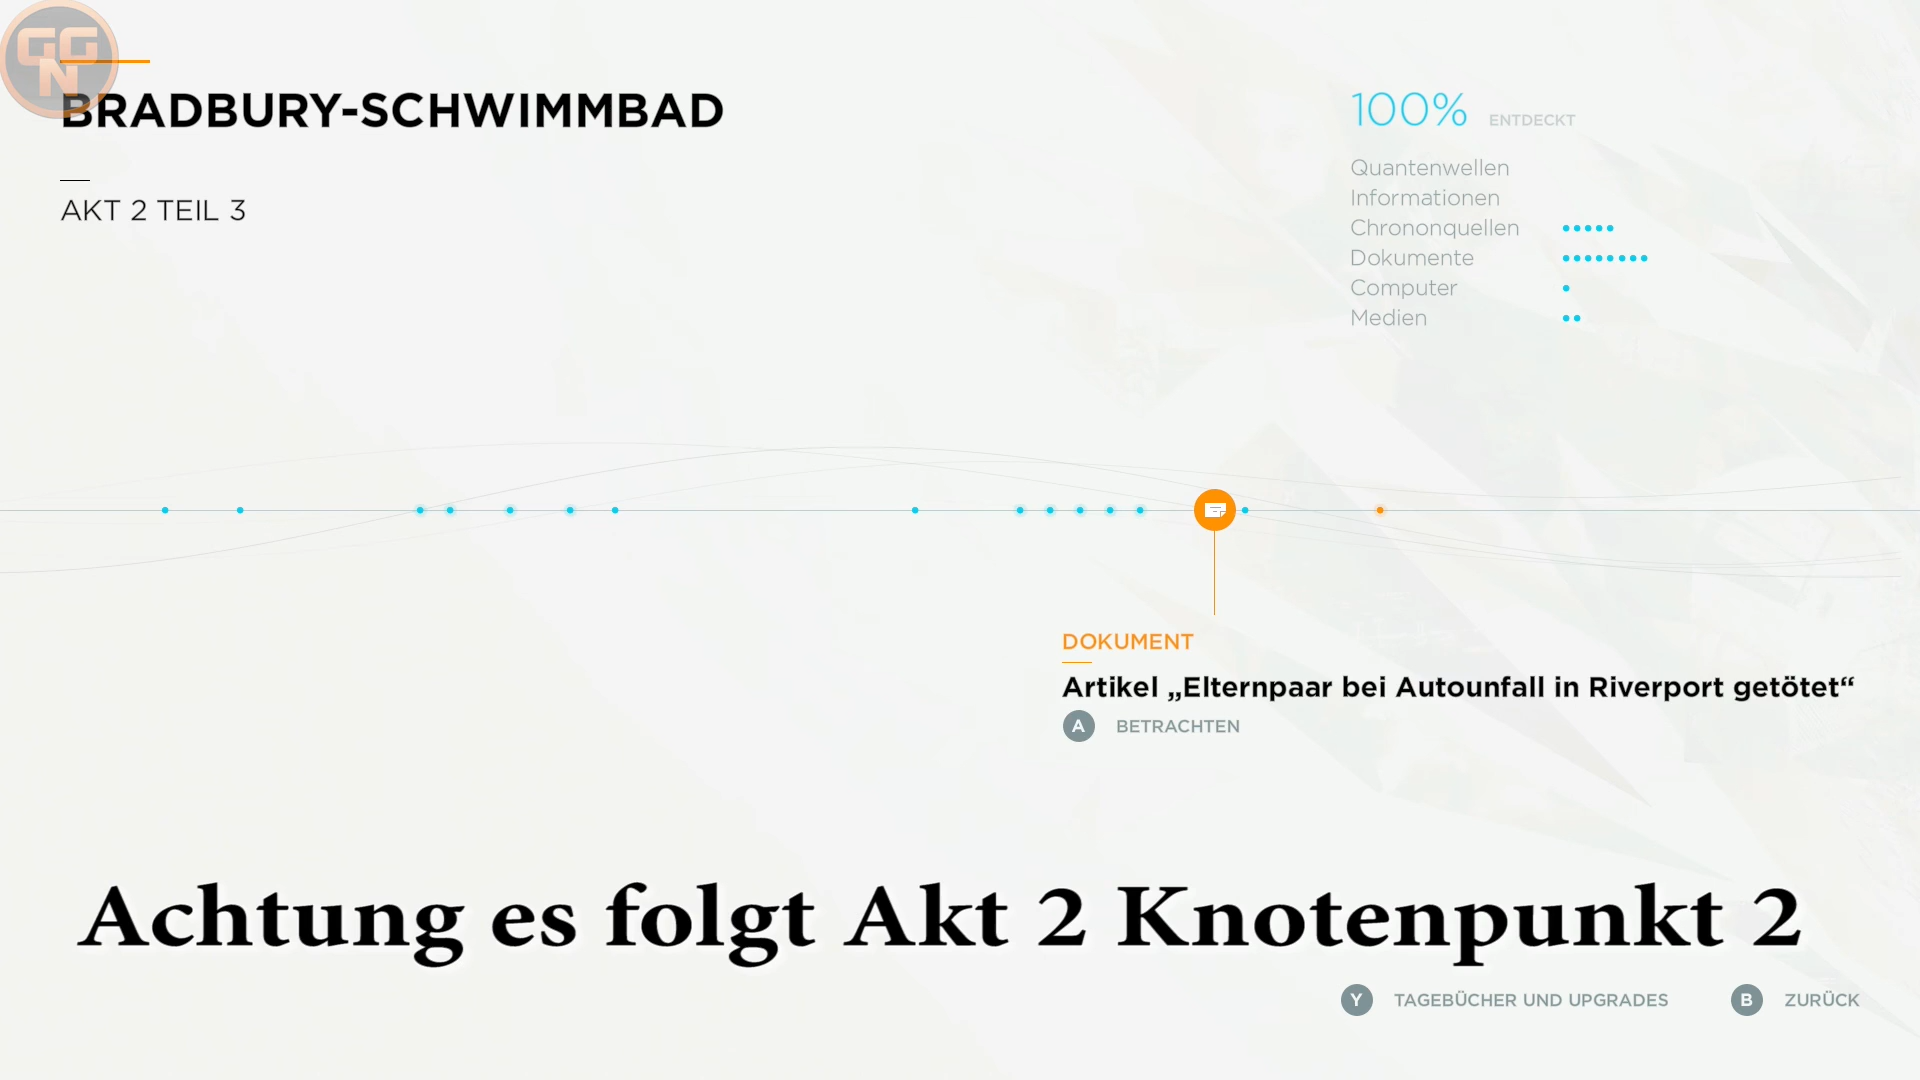 GGN
BRADBURY-SCHWIMMBAD
AKT 2 TEIL 3
100% ENTDECKT
Quantenwellen
Informationen
Chrononquellen
Dokumente
Computer
Medien
DOKUMENT
Artikel „Elternpaar bei Autounfall in Riverport getötet“
A BETRACHTEN
Achtung es folgt Akt 2 Knotenpunkt 2
Y TAGEBÜCHER UND UPGRADES B ZURÜCK